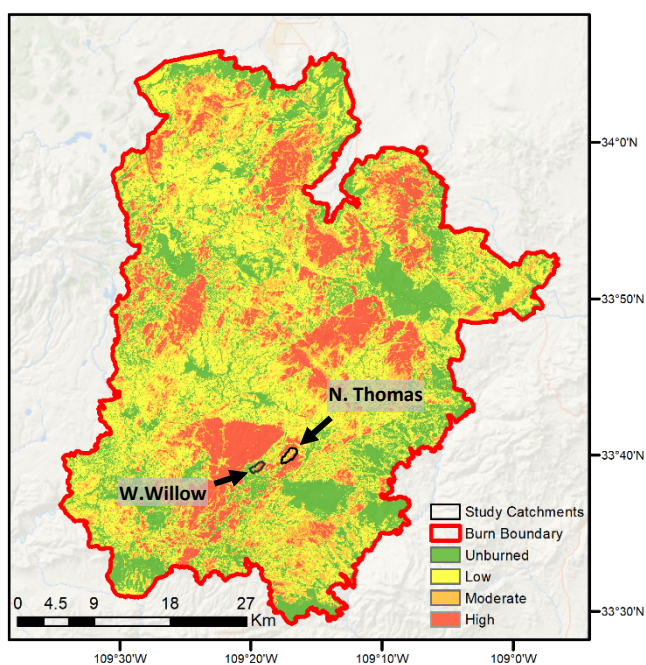 34°0'N
33°50'N
N. Thomas
33°40'N
W.Willow
Study Catchments
Burn Boundary
Unburned
Low
Moderate
High
0 4.5 9 18 27
Km
33°30'N
109°30'W 109°20'W 109°10'W 109°0'W